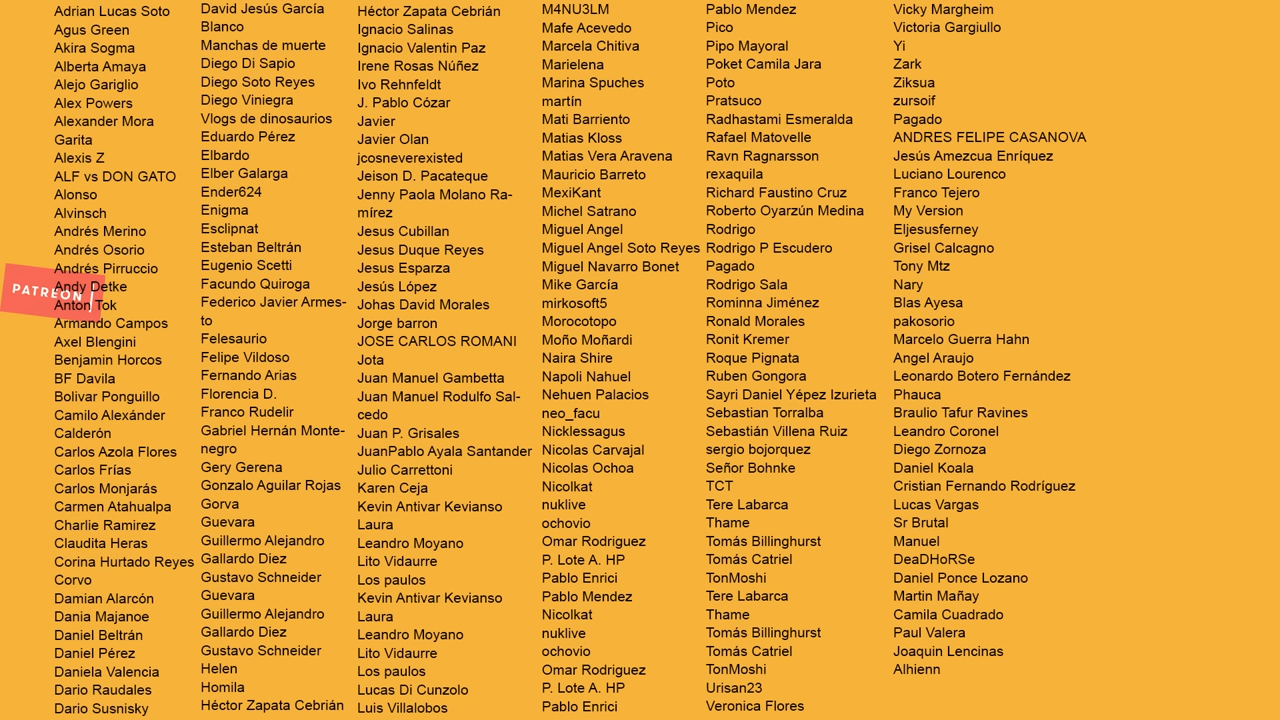 Adrian Lucas Soto
Agus Green
Akira Sogma
Alberta Amaya
Alejo Gariglio
Alex Powers
Alexander Mora
Garita
Alexis Z
ALF vs DON GATO
Alonso
Alvinsch
Andrés Merino
Andrés Osorio
Andrés Pirruccio
Andy Detke
PATREON
Anton Tok
Armando Campos
Axel Blengini
Benjamin Horcos
BF Davila
Bolivar Ponguillo
Camilo Alexánder
Calderón
Carlos Azola Flores
Carlos Frías
Carlos Monjarás
Carmen Atahualpa
Charlie Ramirez
Claudita Heras
Corina Hurtado Reyes
Corvo
Damian Alarcón
Dania Majanoe
Daniel Beltrán
Daniel Pérez
Daniela Valencia
Dario Raudales
Dario Susnisky
David Jesús García
Blanco
Manchas de muerte
Diego Di Sapio
Diego Soto Reyes
Diego Viniegra
Vlogs de dinosaurios
Eduardo Pérez
Elbardo
Elber Galarga
Ender624
Enigma
Esclipnat
Esteban Beltrán
Eugenio Scetti
Facundo Quiroga
Federico Javier Armes-
to
Felesaurio
Felipe Vildoso
Fernando Arias
Florencia D.
Franco Rudelir
Gabriel Hernán Monte-
negro
Gery Gerena
Gonzalo Aguilar Rojas
Gorva
Guevara
Guillermo Alejandro
Gallardo Diez
Gustavo Schneider
Guevara
Guillermo Alejandro
Gallardo Diez
Gustavo Schneider
Helen
Homila
Héctor Zapata Cebrián
Héctor Zapata Cebrián
Ignacio Salinas
Ignacio Valentin Paz
Irene Rosas Núñez
Ivo Rehnfeldt
J. Pablo Cózar
Javier
Javier Olan
jcosneverexisted
Jeison D. Pacateque
Jenny Paola Molano Ra-
mírez
Jesus Cubillan
Jesus Duque Reyes
Jesus Esparza
Jesús López
Johas David Morales
Jorge barron
JOSE CARLOS ROMANI
Jota
Juan Manuel Gambetta
Juan Manuel Rodulfo Sal-
cedo
Juan P. Grisales
JuanPablo Ayala Santander
Julio Carrettoni
Karen Ceja
Kevin Antivar Kevianso
Laura
Leandro Moyano
Lito Vidaurre
Los paulos
Kevin Antivar Kevianso
Laura
Leandro Moyano
Lito Vidaurre
Los paulos
Lucas Di Cunzolo
Luis Villalobos
M4NU3LM
Mafe Acevedo
Marcela Chitiva
Marielena
Marina Spuches
martín
Mati Barriento
Matias Kloss
Matias Vera Aravena
Mauricio Barreto
MexiKant
Michel Satrano
Miguel Angel
Miguel Angel Soto Reyes
Miguel Navarro Bonet
Mike García
mirkosoft5
Morocotopo
Moño Moñardi
Naira Shire
Napoli Nahuel
Nehuen Palacios
neo_facu
Nicklessagus
Nicolas Carvajal
Nicolas Ochoa
Nicolkat
nuklive
ochovio
Omar Rodriguez
P. Lote A. HP
Pablo Enrici
Pablo Mendez
Nicolkat
nuklive
ochovio
Omar Rodriguez
P. Lote A. HP
Pablo Enrici
Pablo Mendez
Pico
Pipo Mayoral
Poket Camila Jara
Poto
Pratsuco
Radhastami Esmeralda
Rafael Matovelle
Ravn Ragnarsson
rexaquila
Richard Faustino Cruz
Roberto Oyarzún Medina
Rodrigo
Rodrigo P Escudero
Pagado
Rodrigo Sala
Rominna Jiménez
Ronald Morales
Ronit Kremer
Roque Pignata
Ruben Gongora
Sayri Daniel Yépez Izurieta
Sebastian Torralba
Sebastián Villena Ruiz
sergio bojorquez
Señor Bohnke
TCT
Tere Labarca
Thame
Tomás Billinghurst
Tomás Catriel
TonMoshi
Tere Labarca
Thame
Tomás Billinghurst
Tomás Catriel
TonMoshi
Urisan23
Veronica Flores
Vicky Margheim
Victoria Gargiullo
Yi
Zark
Ziksua
zursoif
Pagado
ANDRES FELIPE CASANOVA
Jesús Amezcua Enríquez
Luciano Lourenco
Franco Tejero
My Version
Eljesusferney
Grisel Calcagno
Tony Mtz
Nary
Blas Ayesa
pakosorio
Marcelo Guerra Hahn
Angel Araujo
Leonardo Botero Fernández
Phauca
Braulio Tafur Ravines
Leandro Coronel
Diego Zornoza
Daniel Koala
Cristian Fernando Rodríguez
Lucas Vargas
Sr Brutal
Manuel
DeaDHoRSe
Daniel Ponce Lozano
Martin Mañay
Camila Cuadrado
Paul Valera
Joaquin Lencinas
Alhienn